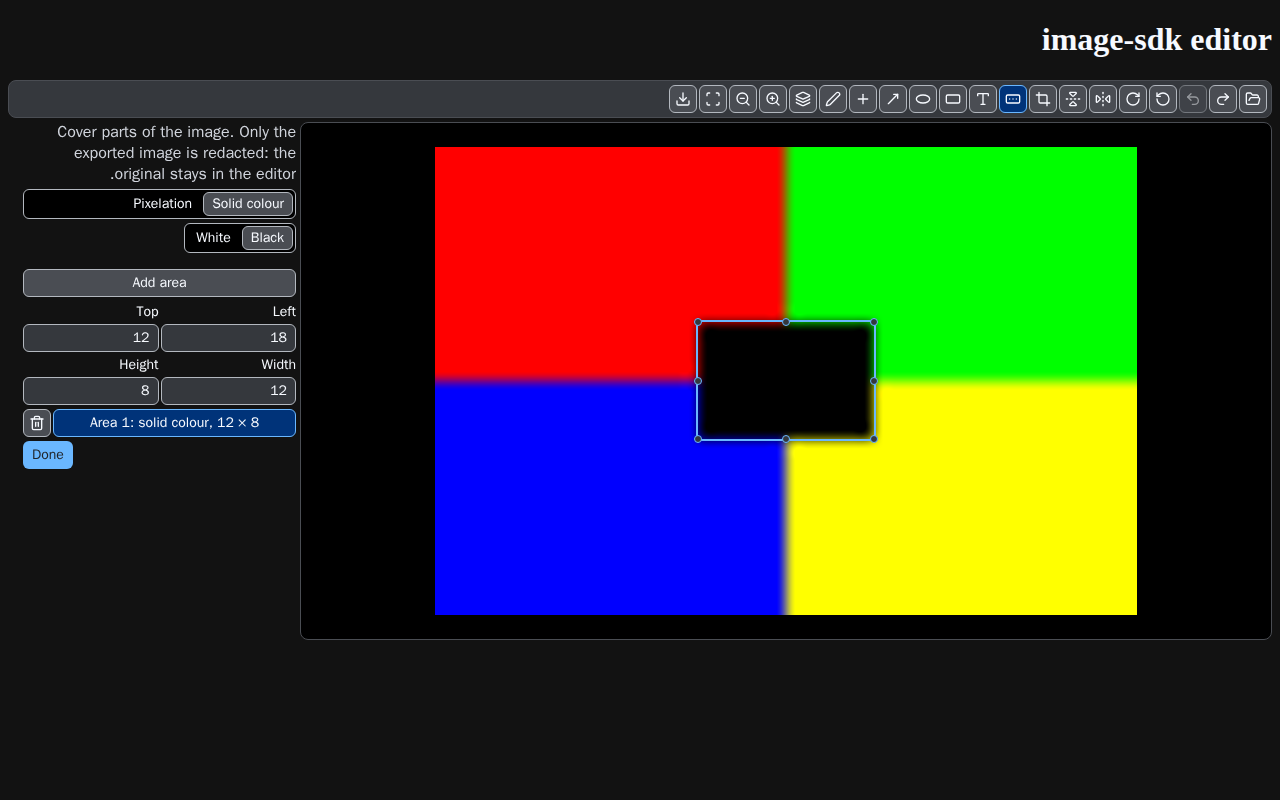 image-sdk editor
Cover parts of the image. Only the
exported image is redacted: the
.original stays in the editor
Solid colour Pixelation
Black White
Add area
Left Top
18 12
Width Height
12 8
Area 1: solid colour, 12 × 8
Done